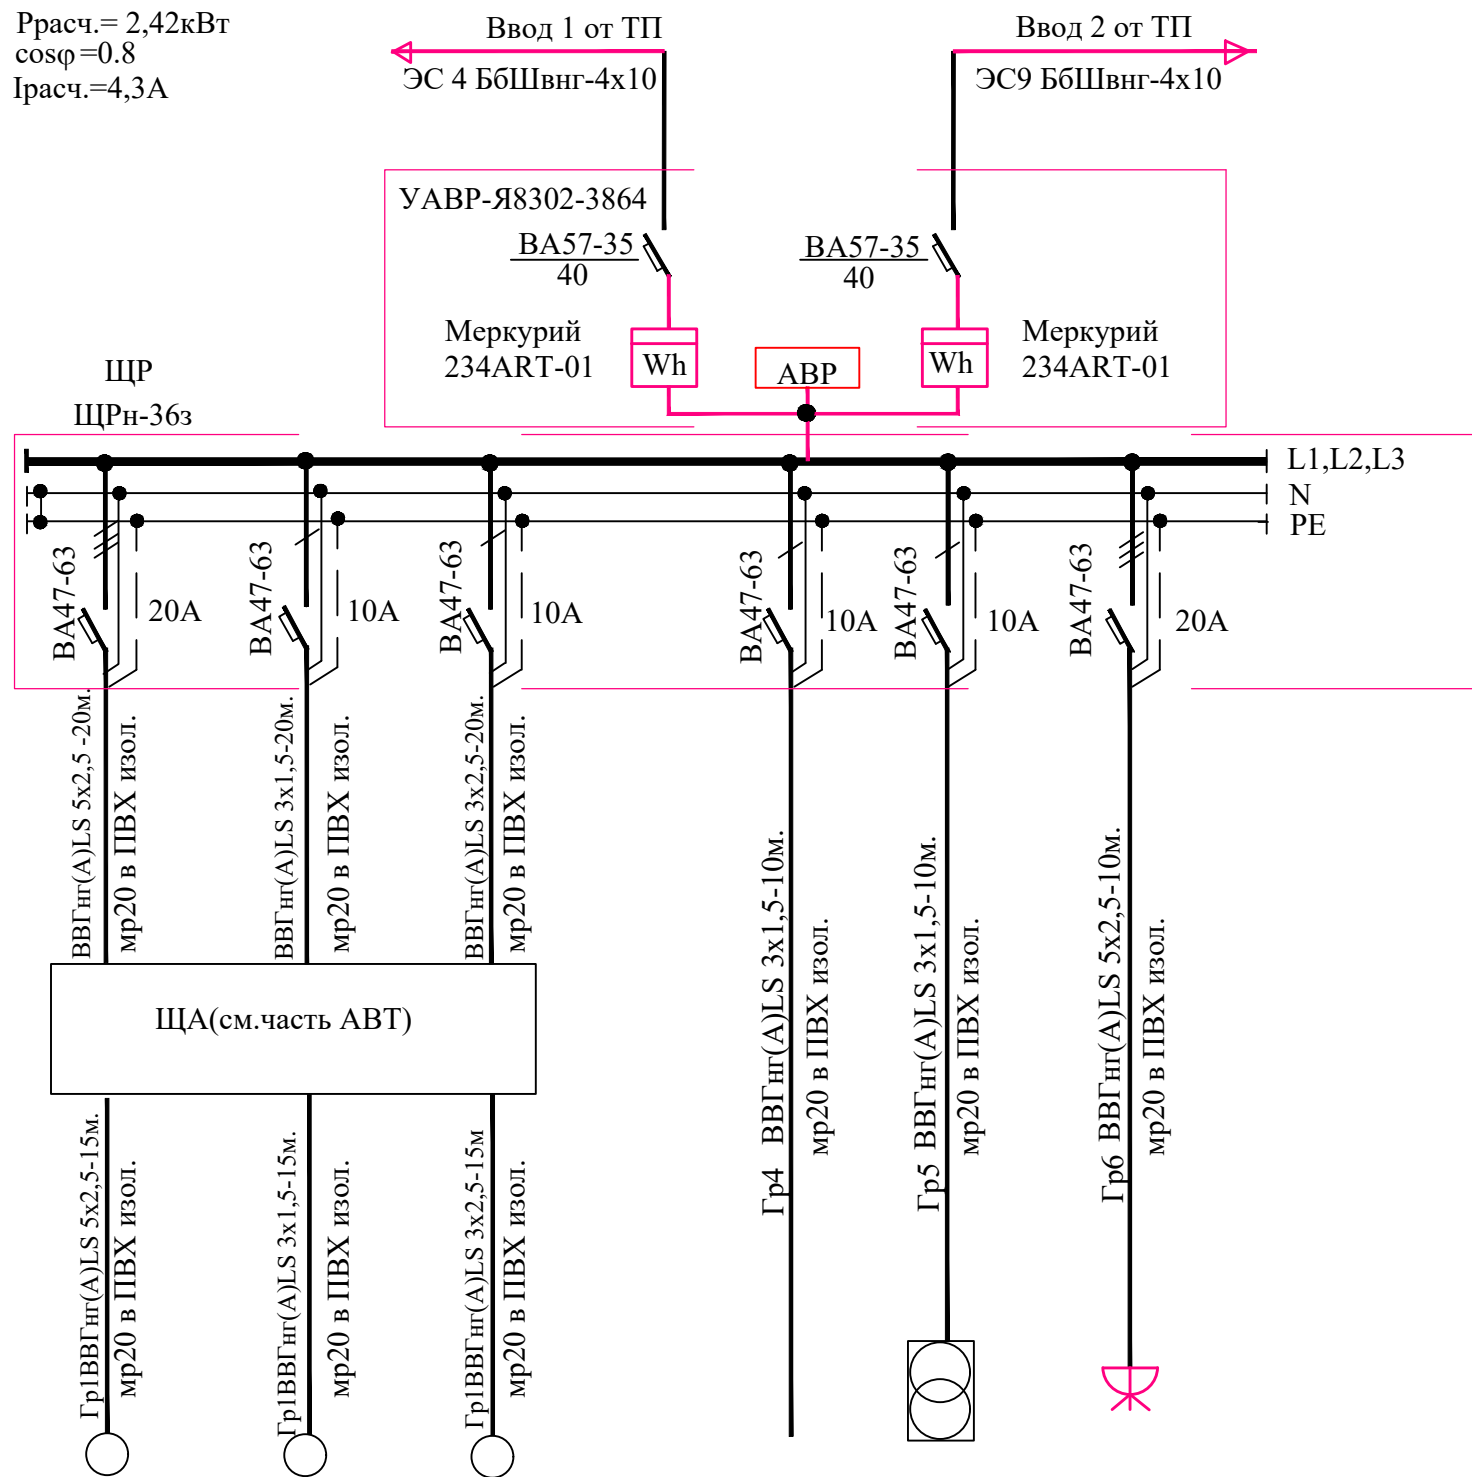 Ррасч.= 2,42кВт
cosφ=0.8
Iрасч.=4,3А
Ввод 1 от ТП
ЭС 4 БбШвнг-4х10
Ввод 2 от ТП
ЭС9 БбШвнг-4х10
УАВР-Я8302-3864
ВА57-35
40
ВА57-35
40
Меркурий
234ART-01
Wh
АВР
Wh
Меркурий
234ART-01
ЩР
ЩРн-36з
L1,L2,L3
N
PE
ВА47-63
20А
ВА47-63
10А
ВА47-63
10А
ВА47-63
10А
ВА47-63
10А
ВА47-63
20А
ВВГнг(А)LS 5х2,5 -20м.
мр20 в ПВХ изол.
ВВГнг(А)LS 3х1,5-20м.
мр20 в ПВХ изол.
ВВГнг(А)LS 3х2,5-20м.
мр20 в ПВХ изол.
Гр4 ВВГнг(А)LS 3х1,5-10м.
мр20 в ПВХ изол.
Гр5 ВВГнг(А)LS 3х1,5-10м.
мр20 в ПВХ изол.
Гр6 ВВГнг(А)LS 5х2,5-10м.
мр20 в ПВХ изол.
ЩА(см.часть АВТ)
Гр1ВВГнг(А)LS 5х2,5-15м.
мр20 в ПВХ изол.
Гр1ВВГнг(А)LS 3х1,5-15м.
мр20 в ПВХ изол.
Гр1ВВГнг(А)LS 3х2,5-15м
мр20 в ПВХ изол.